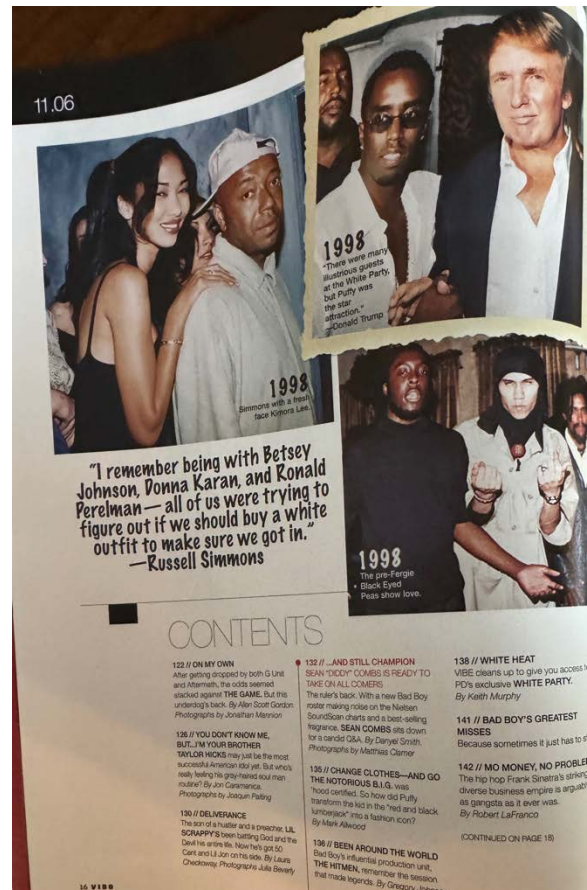 11.06
1998
"There were many
illustrious guests
at the White Party,
but Puffy was
the star
attraction."
—Donald Trump
1998
Simmons with a fresh
face Kimora Lee.
"I remember being with Betsey
Johnson, Donna Karan, and Ronald
Perelman — all of us were trying to
figure out if we should buy a white
outfit to make sure we got in."
—Russell Simmons
1998
The pre-Fergie
Black Eyed
Peas show love.
CONTENTS
122 // ON MY OWN
After getting dropped by both G Unit
and Aftermath, the odds seemed
stacked against THE GAME. But this
underdog's back. By Allen Scott Gordon
Photographs by Jonathan Mannion
126 // YOU DON'T KNOW ME,
BUT...I'M YOUR BROTHER
TAYLOR HICKS may just be the most
successful American Idol yet. But who's
really feeling his gray-haired soul man
routine? By Jon Caramanica.
Photographs by Joaquin Palting
130 // DELIVERANCE
The son of a hustler and a preacher, LIL
SCRAPPY'S been battling God and the
Devil his entire life. Now he's got 50
Cent and Lil Jon on his side. By Laura
Checkoway, Photographs Julia Beverly
132 // ...AND STILL CHAMPION
SEAN "DIDDY" COMBS IS READY TO
TAKE ON ALL COMERS
The ruler's back. With a new Bad Boy
roster making noise on the Nielsen
SoundScan charts and a best-selling
fragrance, SEAN COMBS sits down
for a candid Q&A. By Danyel Smith.
Photographs by Matthias Clamer
135 // CHANGE CLOTHES—AND GO
THE NOTORIOUS B.I.G. was
'hood certified. So how did Puffy
transform the kid in the "red and black
lumberjack" into a fashion icon?
By Mark Allwood
136 // BEEN AROUND THE WORLD
Bad Boy's influential production unit,
THE HITMEN, remember the session
that made legends. By Gregory
138 // WHITE HEAT
VIBE cleans up to give you access
PD's exclusive WHITE PARTY.
By Keith Murphy
141 // BAD BOY'S GREATEST
MISSES
Because sometimes it just has to
142 // MO MONEY, NO
The hip hop Frank Sinatra's striking
diverse business empire is
as gangsta as it ever was.
By Robert LaFranco
(CONTINUED ON PAGE 18)
16 VIBE